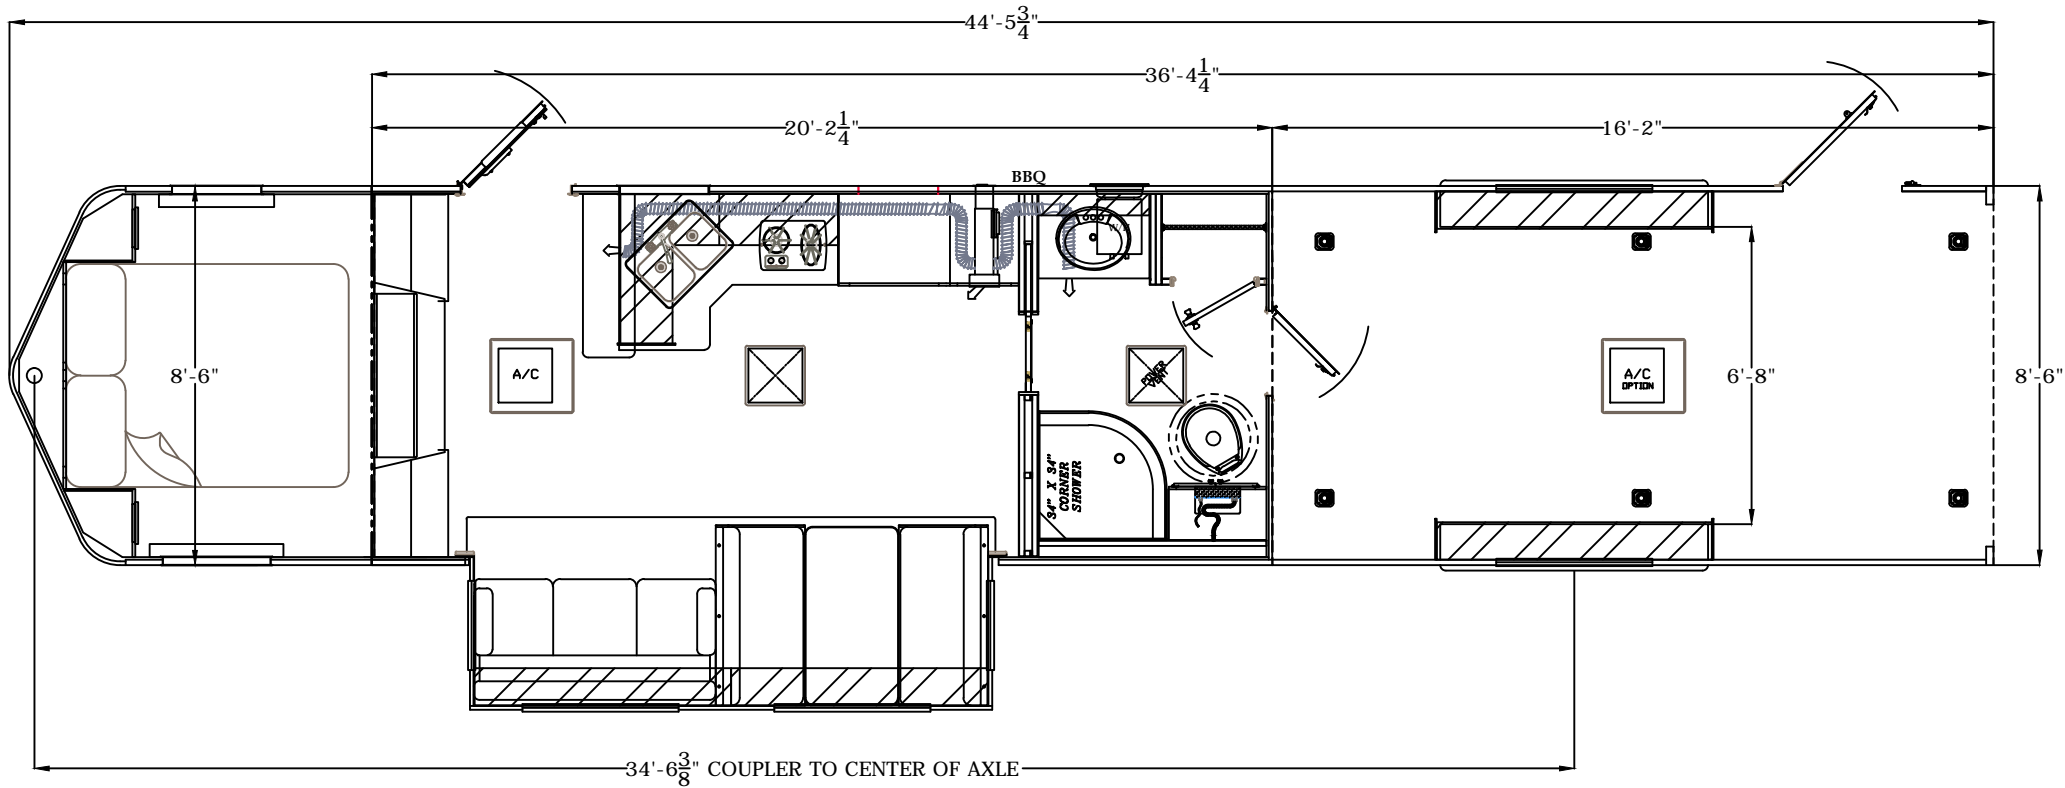 44'-5 3/4"
36'-4 1/4"
20'-2 1/4"
16'-2"
BBQ
W/H
8'-6"
A/C
POWER
VENT
A/C
OPTION
6'-8"
8'-6"
34" X 34"
CORNER
SHOWER
34'-6 3/8" COUPLER TO CENTER OF AXLE